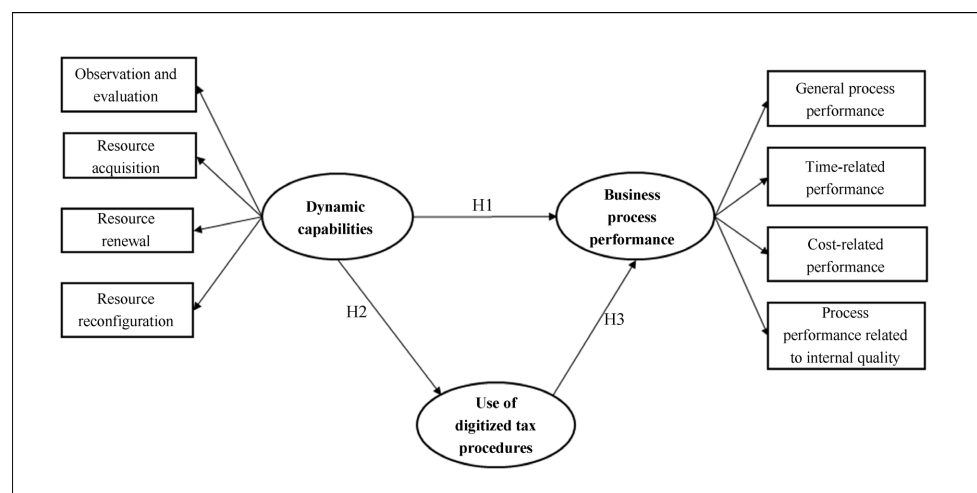 Observation and
evaluation
Resource
acquisition
Resource
renewal
Resource
reconfiguration
Dynamic
capabilities
H1
H2
H3
Use of
digitized tax
procedures
Business
process
performance
General process
performance
Time-related
performance
Cost-related
performance
Process
performance related
to internal quality